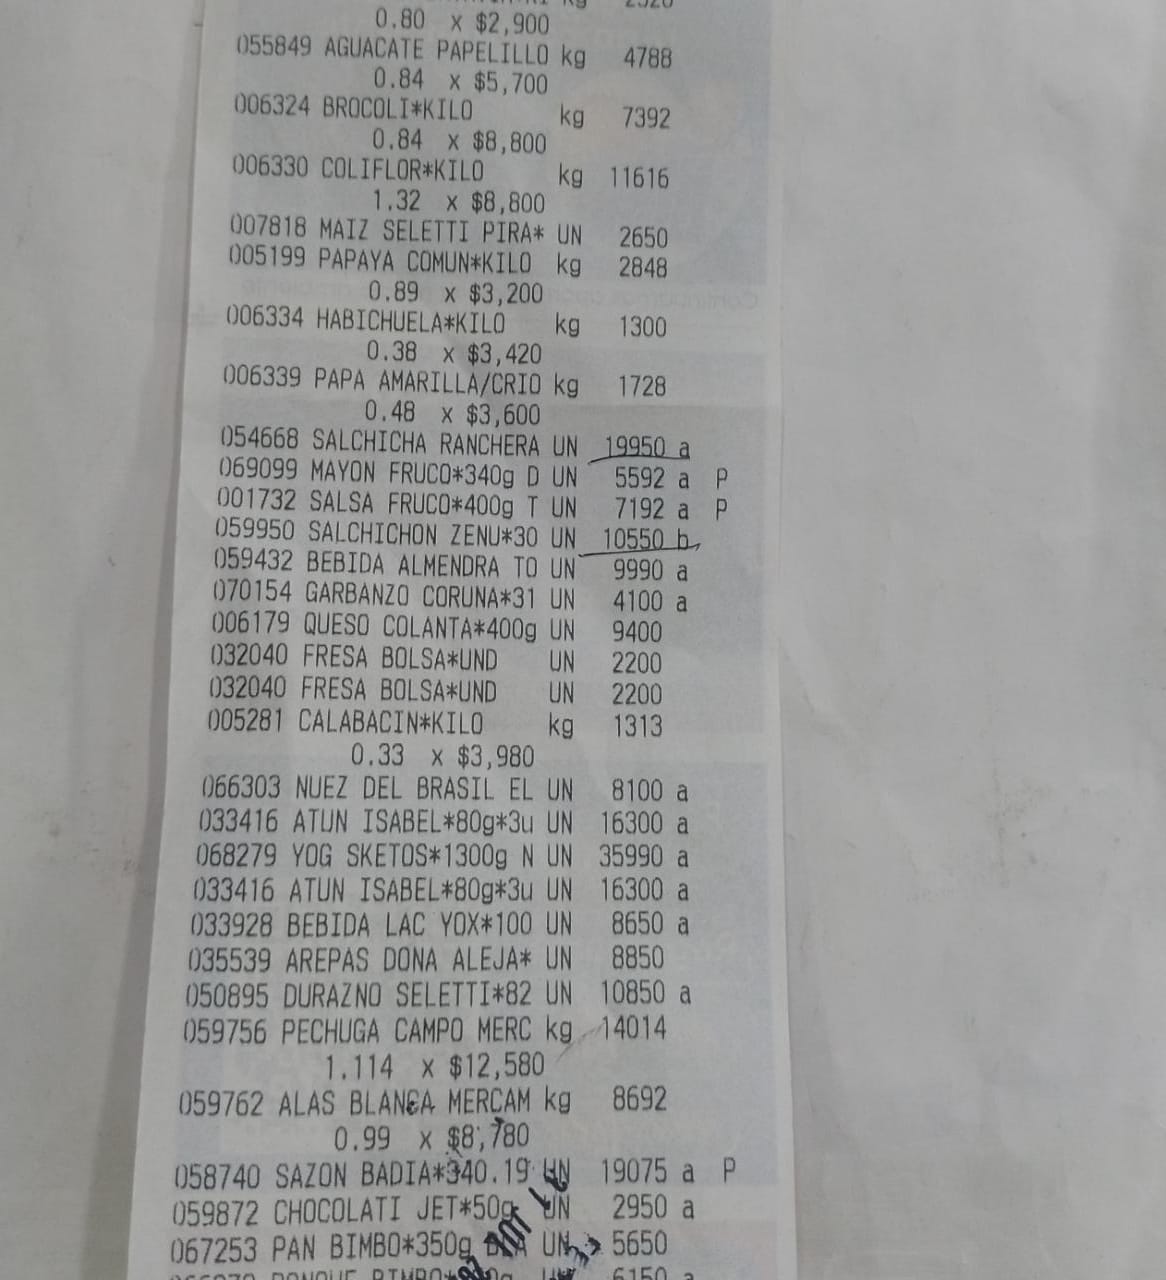 kg 2320
0.80 x $2,900
055849 AGUACATE PAPELILLO kg 4788
0.84 x $5,700
006324 BROCOLI*KILO kg 7392
0.84 x $8,800
006330 COLIFLOR*KILO kg 11616
1.32 x $8,800
007818 MAIZ SELETTI PIRA* UN 2650
005199 PAPAYA COMUN*KILO kg 2848
0.89 x $3,200
006334 HABICHUELA*KILO kg 1300
0.38 x $3,420
006339 PAPA AMARILLA/CRIO kg 1728
0.48 x $3,600
054668 SALCHICHA RANCHERA UN 19950 a
069099 MAYON FRUCO*340g D UN 5592 a P
001732 SALSA FRUCO*400g T UN 7192 a P
059950 SALCHICHON ZENU*30 UN 10550 b
059432 BEBIDA ALMENDRA TO UN 9990 a
070154 GARBANZO CORUNA*31 UN 4100 a
006179 QUESO COLANTA*400g UN 9400
032040 FRESA BOLSA*UND UN 2200
032040 FRESA BOLSA*UND UN 2200
005281 CALABACIN*KILO kg 1313
0.33 x $3,980
066303 NUEZ DEL BRASIL EL UN 8100 a
033416 ATUN ISABEL*80g*3u UN 16300 a
068279 YOG SKETOS*1300g N UN 35990 a
033416 ATUN ISABEL*80g*3u UN 16300 a
033928 BEBIDA LAC YOX*100 UN 8650 a
035539 AREPAS DONA ALEJA* UN 8850
050895 DURAZNO SELETTI*82 UN 10850 a
059756 PECHUGA CAMPO MERC kg 14014
1.114 x $12,580
059762 ALAS BLANCA MERCAM kg 8692
0.99 x $8,780
058740 SAZON BADIA*340.19 UN 19075 a P
059872 CHOCOLATI JET*50g UN 2950 a
067253 PAN BIMBO*350g UN 5650
BIMBO 6150 a